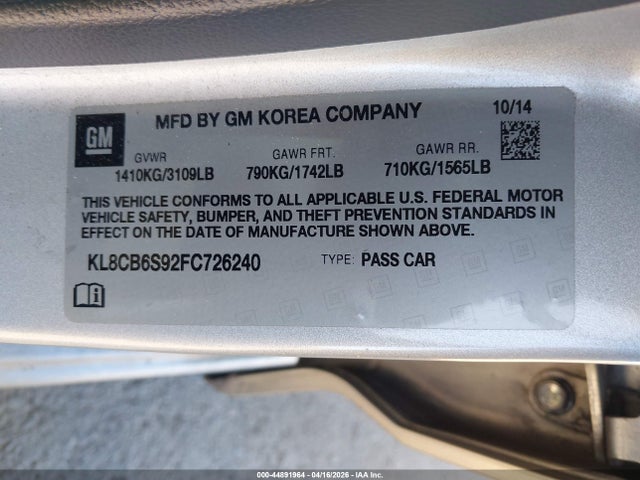 GM
MFD BY GM KOREA COMPANY 10/14
GVWR GAWR FRT. GAWR RR.
1410KG/3109LB 790KG/1742LB 710KG/1565LB
THIS VEHICLE CONFORMS TO ALL APPLICABLE U.S. FEDERAL MOTOR
VEHICLE SAFETY, BUMPER, AND THEFT PREVENTION STANDARDS IN
EFFECT ON THE DATE OF MANUFACTURE SHOWN ABOVE.
KL8CB6S92FC726240 TYPE: PASS CAR
000-44891964 | 04/16/2026 - Copyright © IAA, Inc.